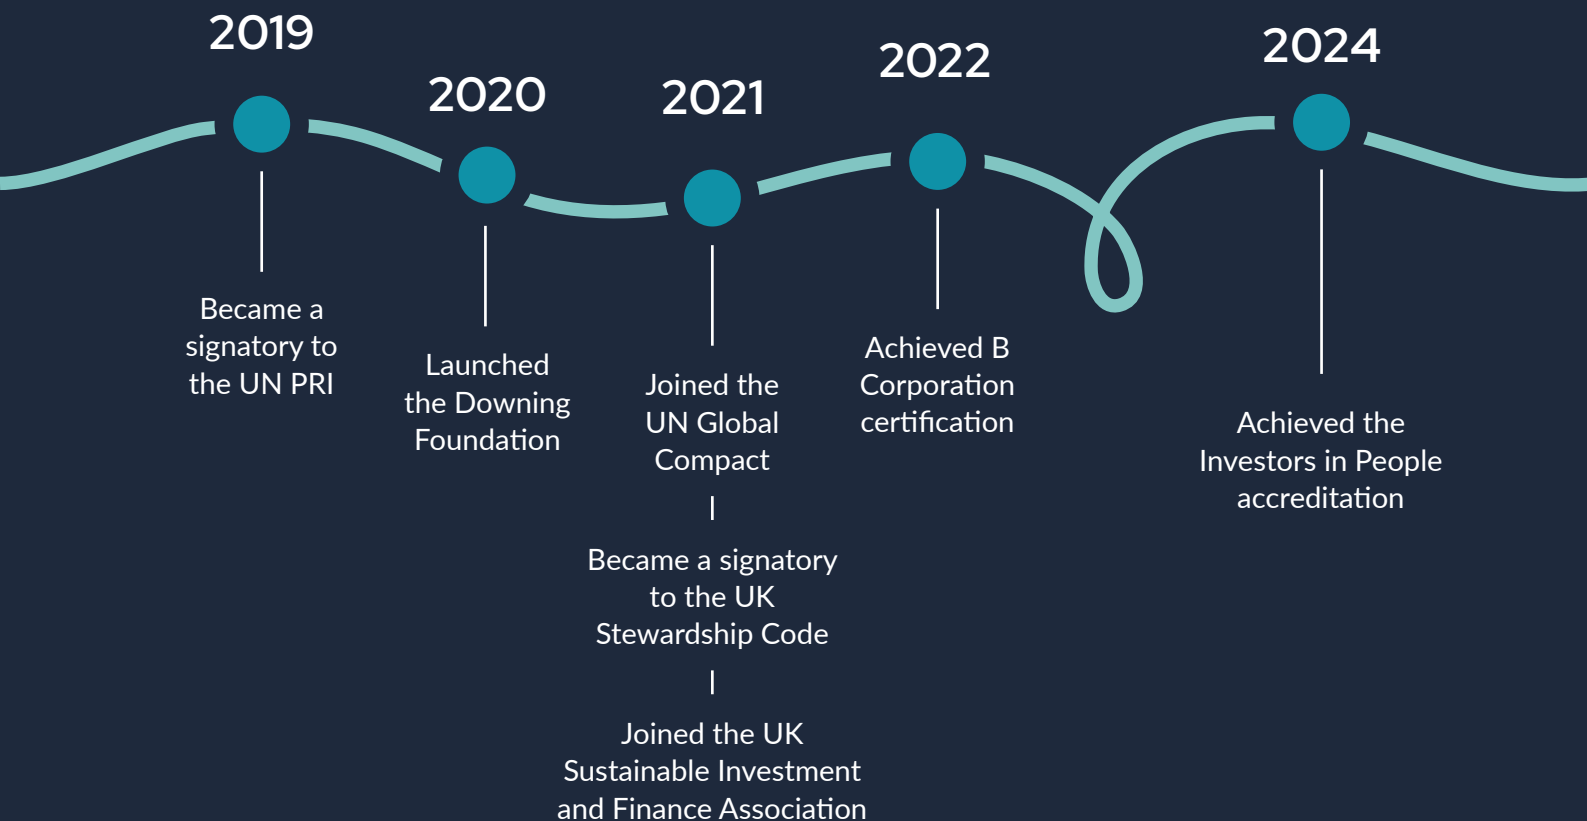 2019
Became a
signatory to
the UN PRI
2020
Launched
the Downing
Foundation
2021
Joined the
UN Global
Compact
Became a signatory
to the UK
Stewardship Code
Joined the UK
Sustainable Investment
and Finance Association
2022
Achieved B
Corporation
certification
2024
Achieved the
Investors in People
accreditation